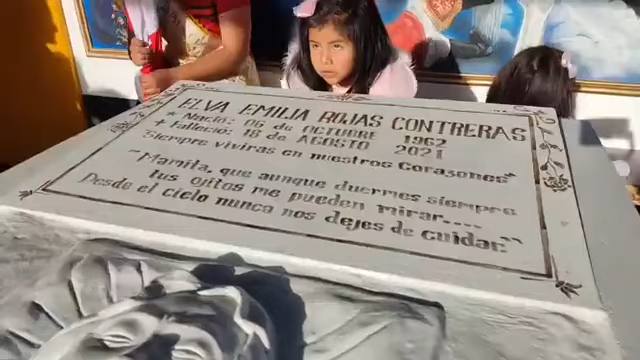 ELVA EMILIA ROJAS CONTRERAS
* Nació: 06 de OCTUBRE 1962
+ Falleció: 18 de AGOSTO 2021
"Siempre vivirás en nuestros Corazones"
"Mamita, que aunque duermes siempre
tus ojitos me pueden mirar....
Desde el cielo nunca nos dejes de cuidar."